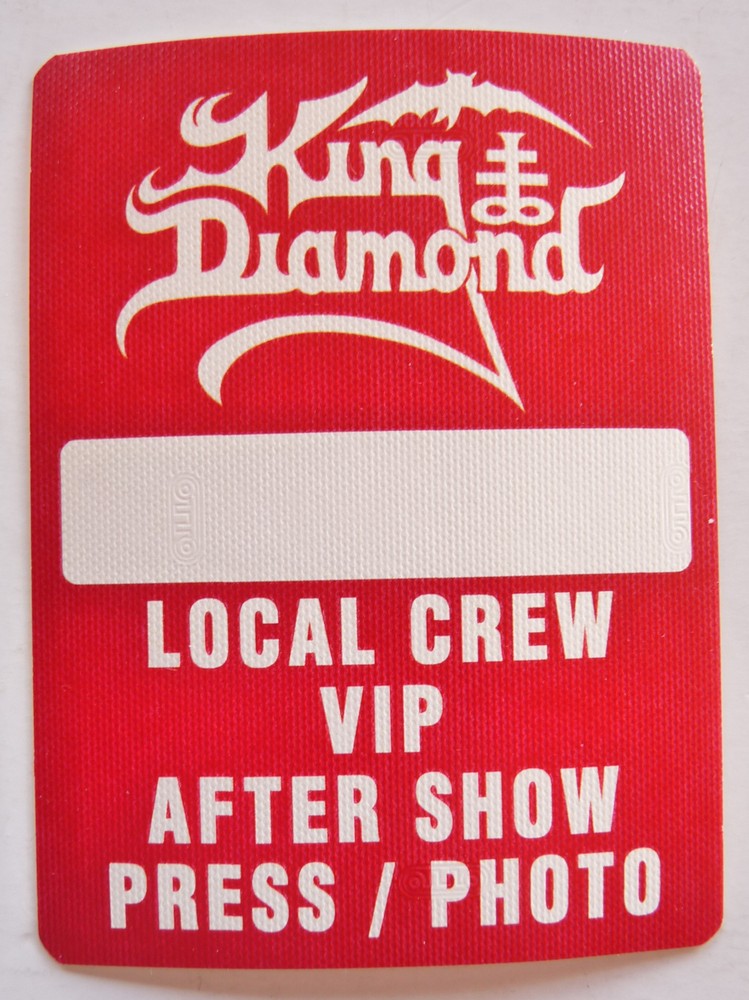 King
Diamond
LOCAL CREW
VIP
AFTER SHOW
PRESS / PHOTO